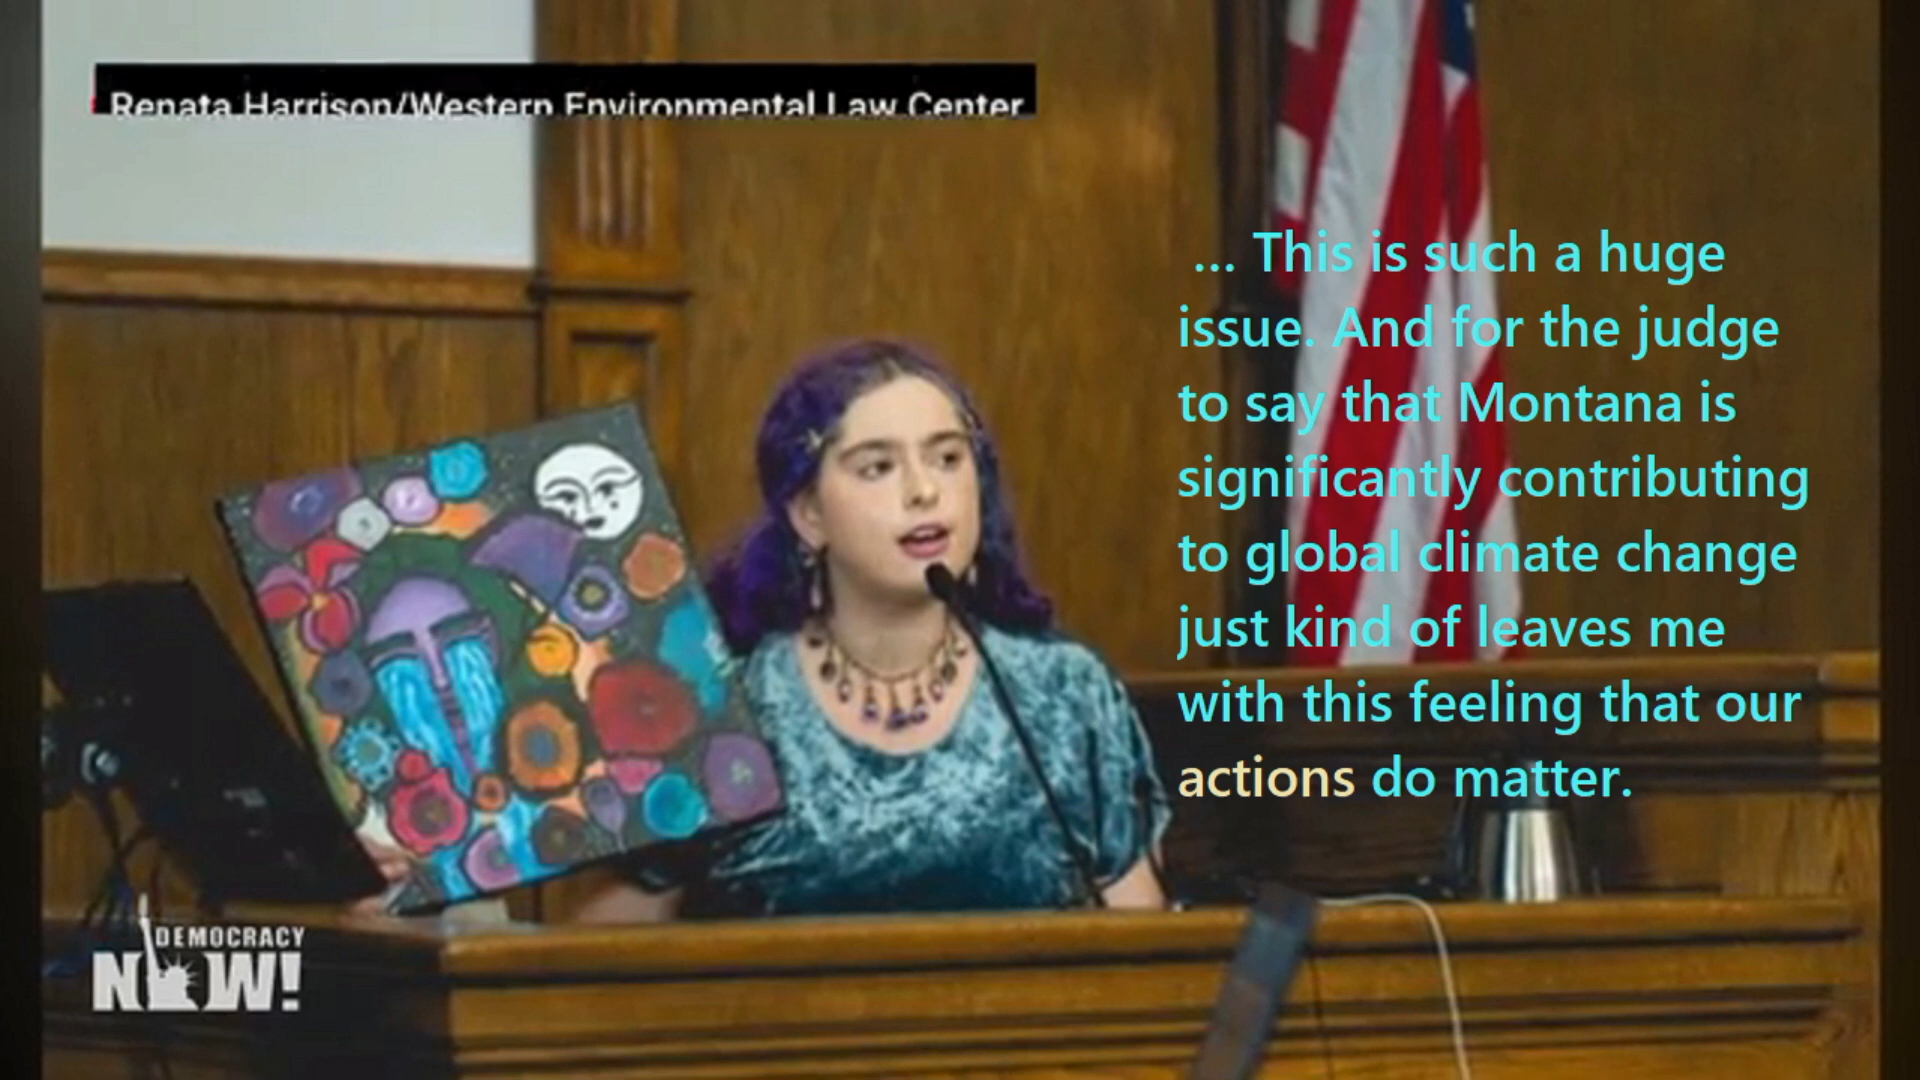 Renata Harrison/Western Environmental Law Center
... This is such a huge
issue. And for the judge
to say that Montana is
significantly contributing
to global climate change
just kind of leaves me
with this feeling that our
actions do matter.
DEMOCRACY
NOW!